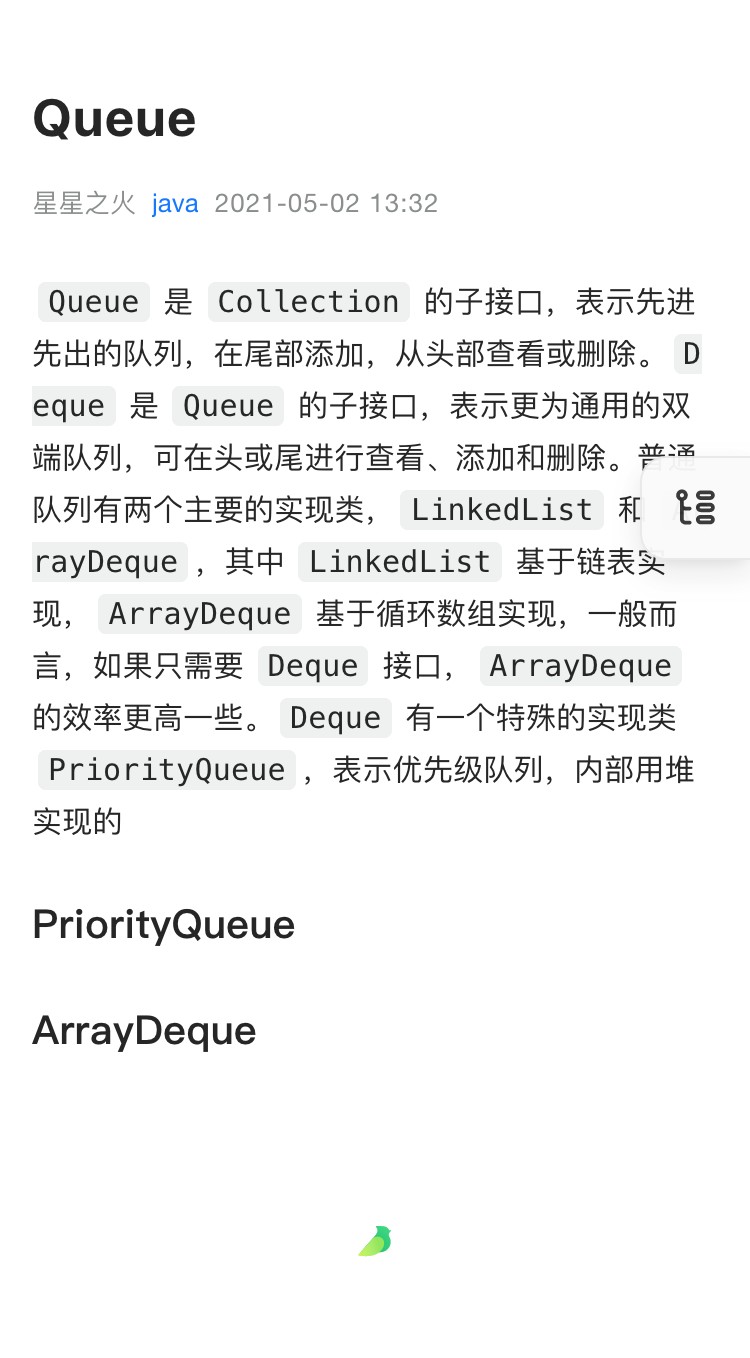 Queue
星星之火 java 2021-05-02 13:32
Queue 是 Collection 的子接口，表示先进
先出的队列，在尾部添加，从头部查看或删除。 D
eque 是 Queue 的子接口，表示更为通用的双
端队列，可在头或尾进行查看、添加和删除。普通
队列有两个主要的实现类， LinkedList 和
rayDeque ，其中 LinkedList 基于链表实
现， ArrayDeque 基于循环数组实现，一般而
言，如果只需要 Deque 接口， ArrayDeque
的效率更高一些。 Deque 有一个特殊的实现类
PriorityQueue ，表示优先级队列，内部用堆
实现的
PriorityQueue
ArrayDeque